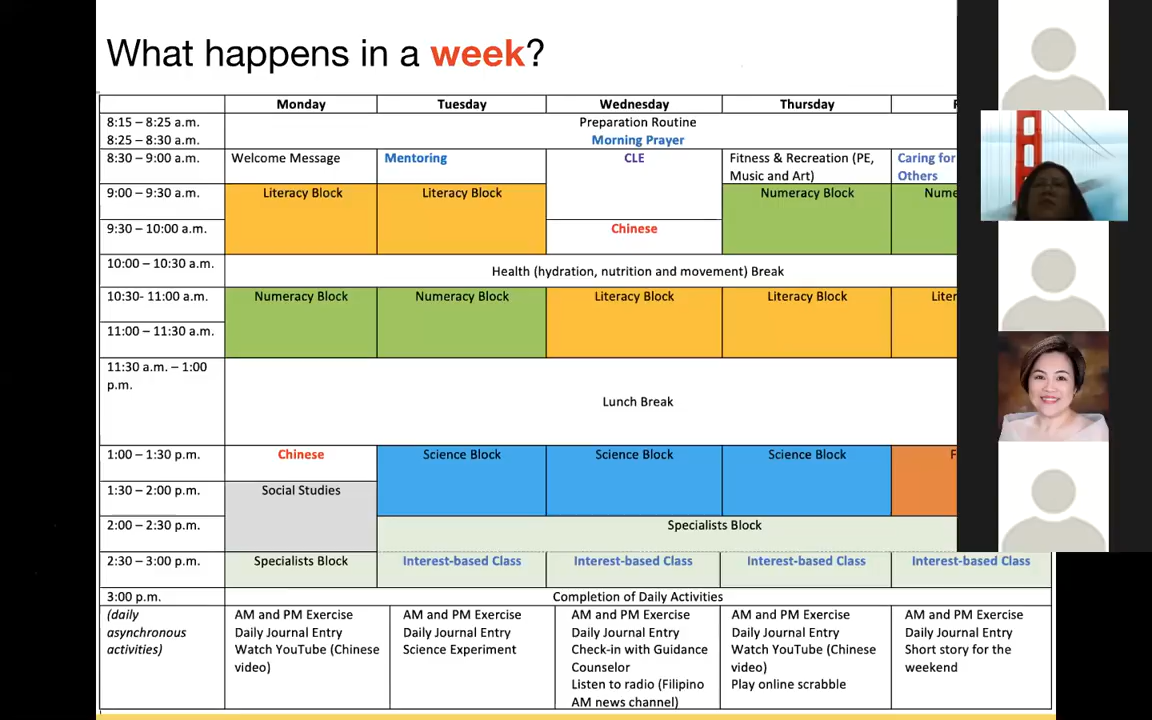 What happens in a week?
Monday Tuesday Wednesday Thursday
8:15 – 8:25 a.m. Preparation Routine
8:25 – 8:30 a.m. Morning Prayer
8:30 – 9:00 a.m. Welcome Message Mentoring CLE Fitness & Recreation (PE, Caring for
Music and Art) Others
9:00 – 9:30 a.m. Literacy Block Literacy Block Numeracy Block
9:30 – 10:00 a.m. Chinese
10:00 – 10:30 a.m. Health (hydration, nutrition and movement) Break
10:30- 11:00 a.m. Numeracy Block Numeracy Block Literacy Block Literacy Block
11:00 – 11:30 a.m.
11:30 a.m. – 1:00
p.m.
Lunch Break
1:00 – 1:30 p.m. Chinese Science Block Science Block Science Block
1:30 – 2:00 p.m. Social Studies
2:00 – 2:30 p.m. Specialists Block
2:30 – 3:00 p.m. Specialists Block Interest-based Class Interest-based Class Interest-based Class Interest-based Class
3:00 p.m. Completion of Daily Activities
(daily AM and PM Exercise AM and PM Exercise AM and PM Exercise AM and PM Exercise AM and PM Exercise
asynchronous Daily Journal Entry Daily Journal Entry Daily Journal Entry Daily Journal Entry Daily Journal Entry
activities) Watch YouTube (Chinese Science Experiment Check-in with Guidance Watch YouTube (Chinese Short story for the
video) Counselor video) weekend
Listen to radio (Filipino Play online scrabble
AM news channel)